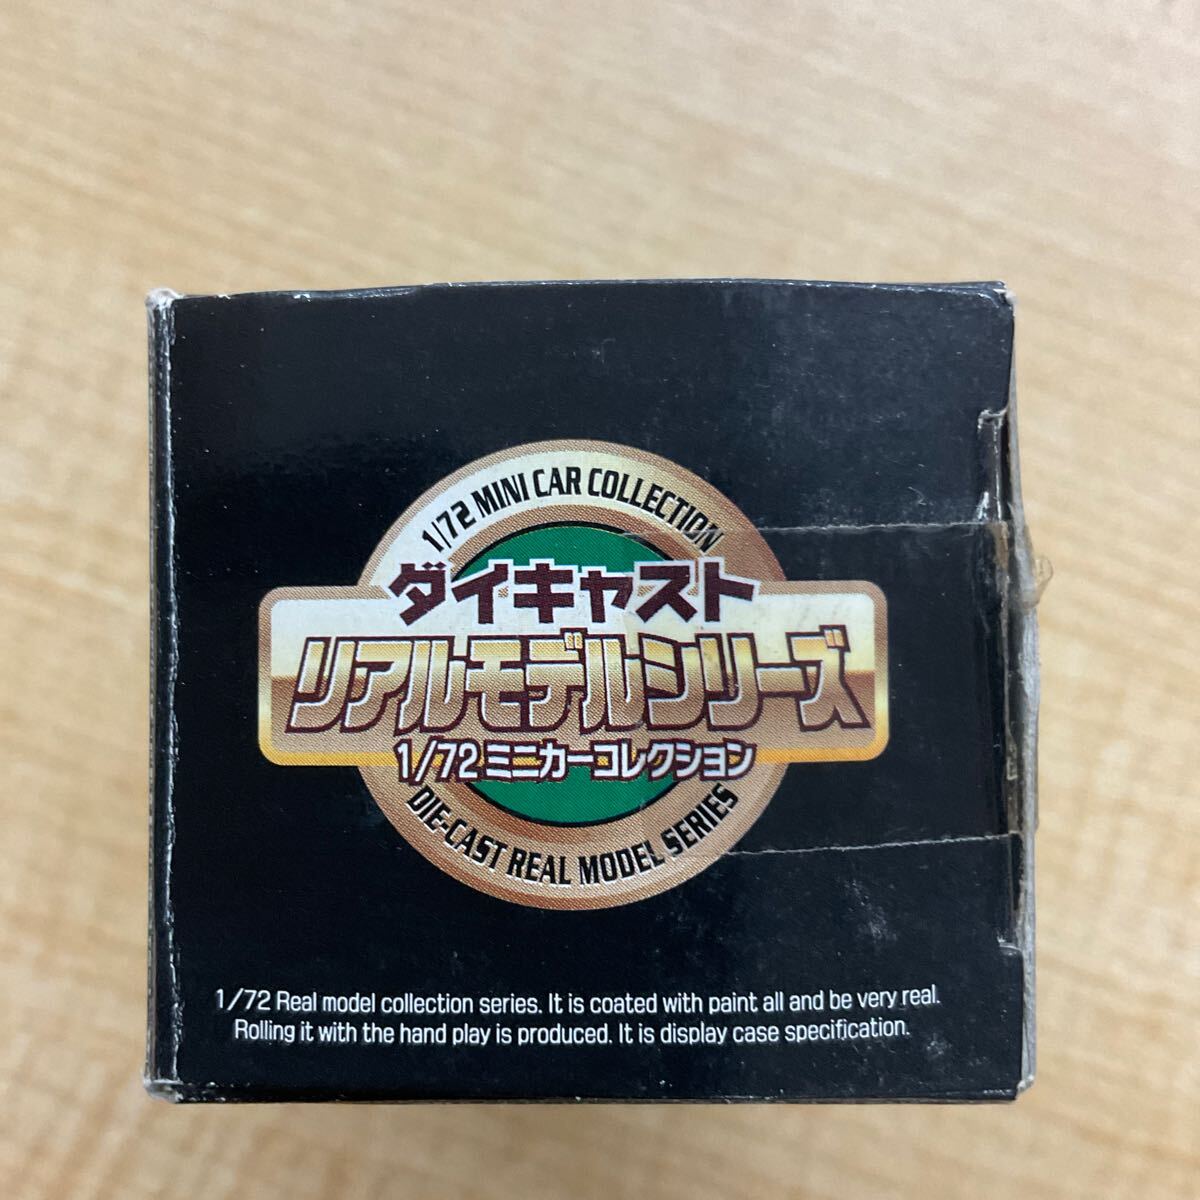 1/72 MINI CAR COLLECTION
ダイキャスト
リアルモデルシリーズ
1/72ミニカーコレクション
DIE-CAST REAL MODEL SERIES
1/72 Real model collection series. It is coated with paint all and be very real.
Rolling it with the hand play is produced. It is display case specification.